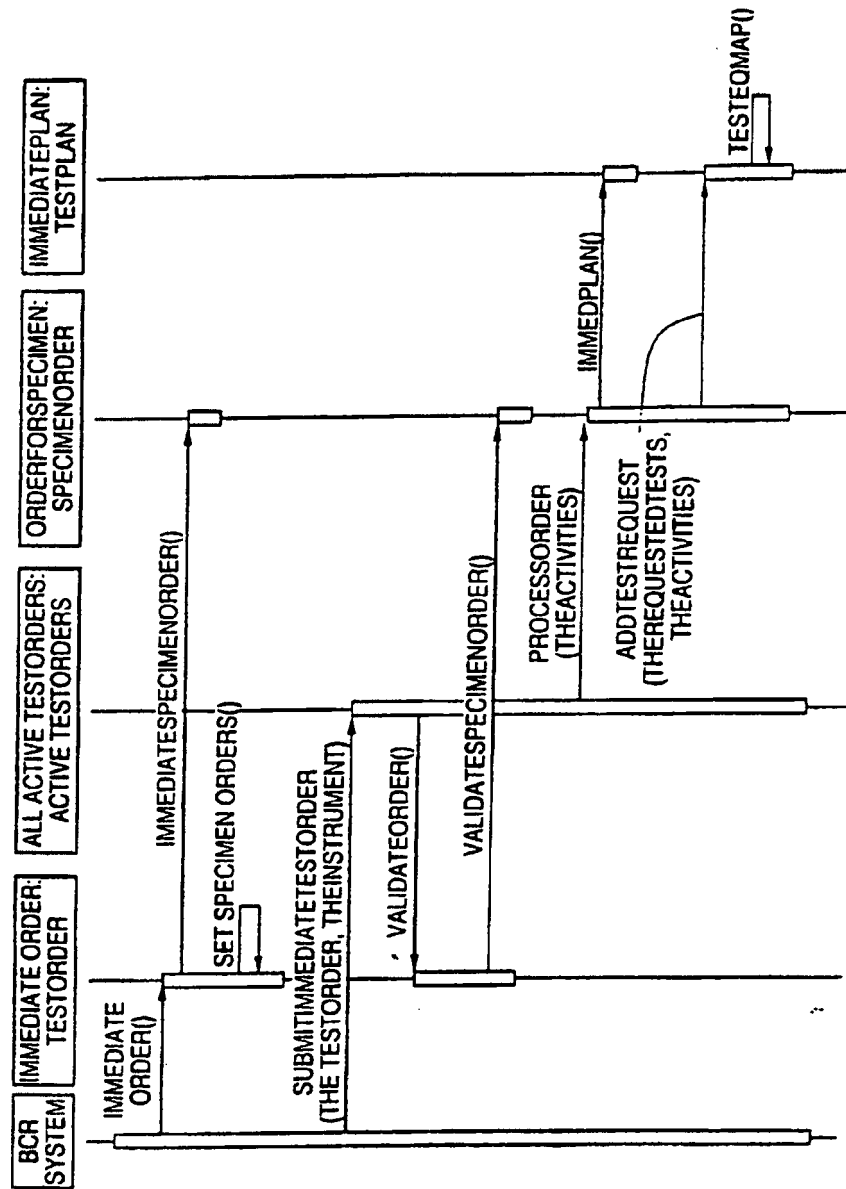 BCR
SYSTEM
IMMEDIATE ORDER:
TESTORDER
ALL ACTIVE TESTORDERS:
ACTIVE TESTORDERS
ORDERFORSPECIMEN:
SPECIMENORDER
IMMEDIATEPLAN:
TESTPLAN
IMMEDIATE
ORDER()
IMMEDIATESPECIMENORDER()
SET SPECIMEN ORDERS()
SUBMITIMMEDIATETESTORDER
(THE TESTORDER, THEINSTRUMENT)
VALIDATEORDER()
VALIDATESPECIMENORDER()
PROCESSORDER
(THEACTIVITIES)
IMMEDPLAN()
ADDTESTREQUEST
(THEREQUESTEDTESTS,
THEACTIVITIES)
TESTEQMAP()